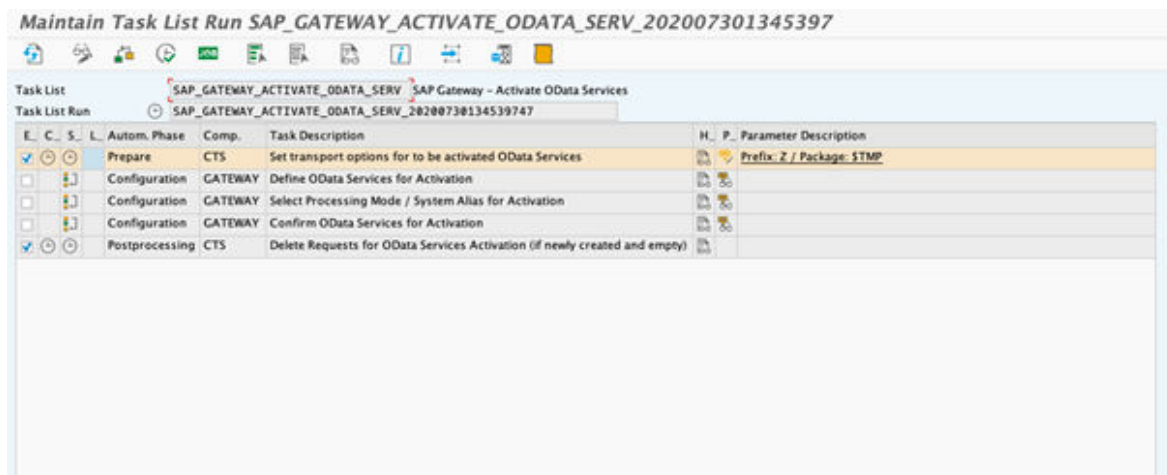 Maintain Task List Run SAP_GATEWAY_ACTIVATE_ODATA_SERV_202007301345397
JOB
Task List SAP_GATEWAY_ACTIVATE_ODATA_SERV SAP Gateway - Activate OData Services
Task List Run SAP_GATEWAY_ACTIVATE_ODATA_SERV_20200730134539747
E.. C.. S.. L.. Autom. Phase Comp. Task Description H.. P.. Parameter Description
Prepare CTS Set transport options for to be activated OData Services Prefix: Z / Package: $TMP
Configuration GATEWAY Define OData Services for Activation
Configuration GATEWAY Select Processing Mode / System Alias for Activation
Configuration GATEWAY Confirm OData Services for Activation
Postprocessing CTS Delete Requests for OData Services Activation (if newly created and empty)